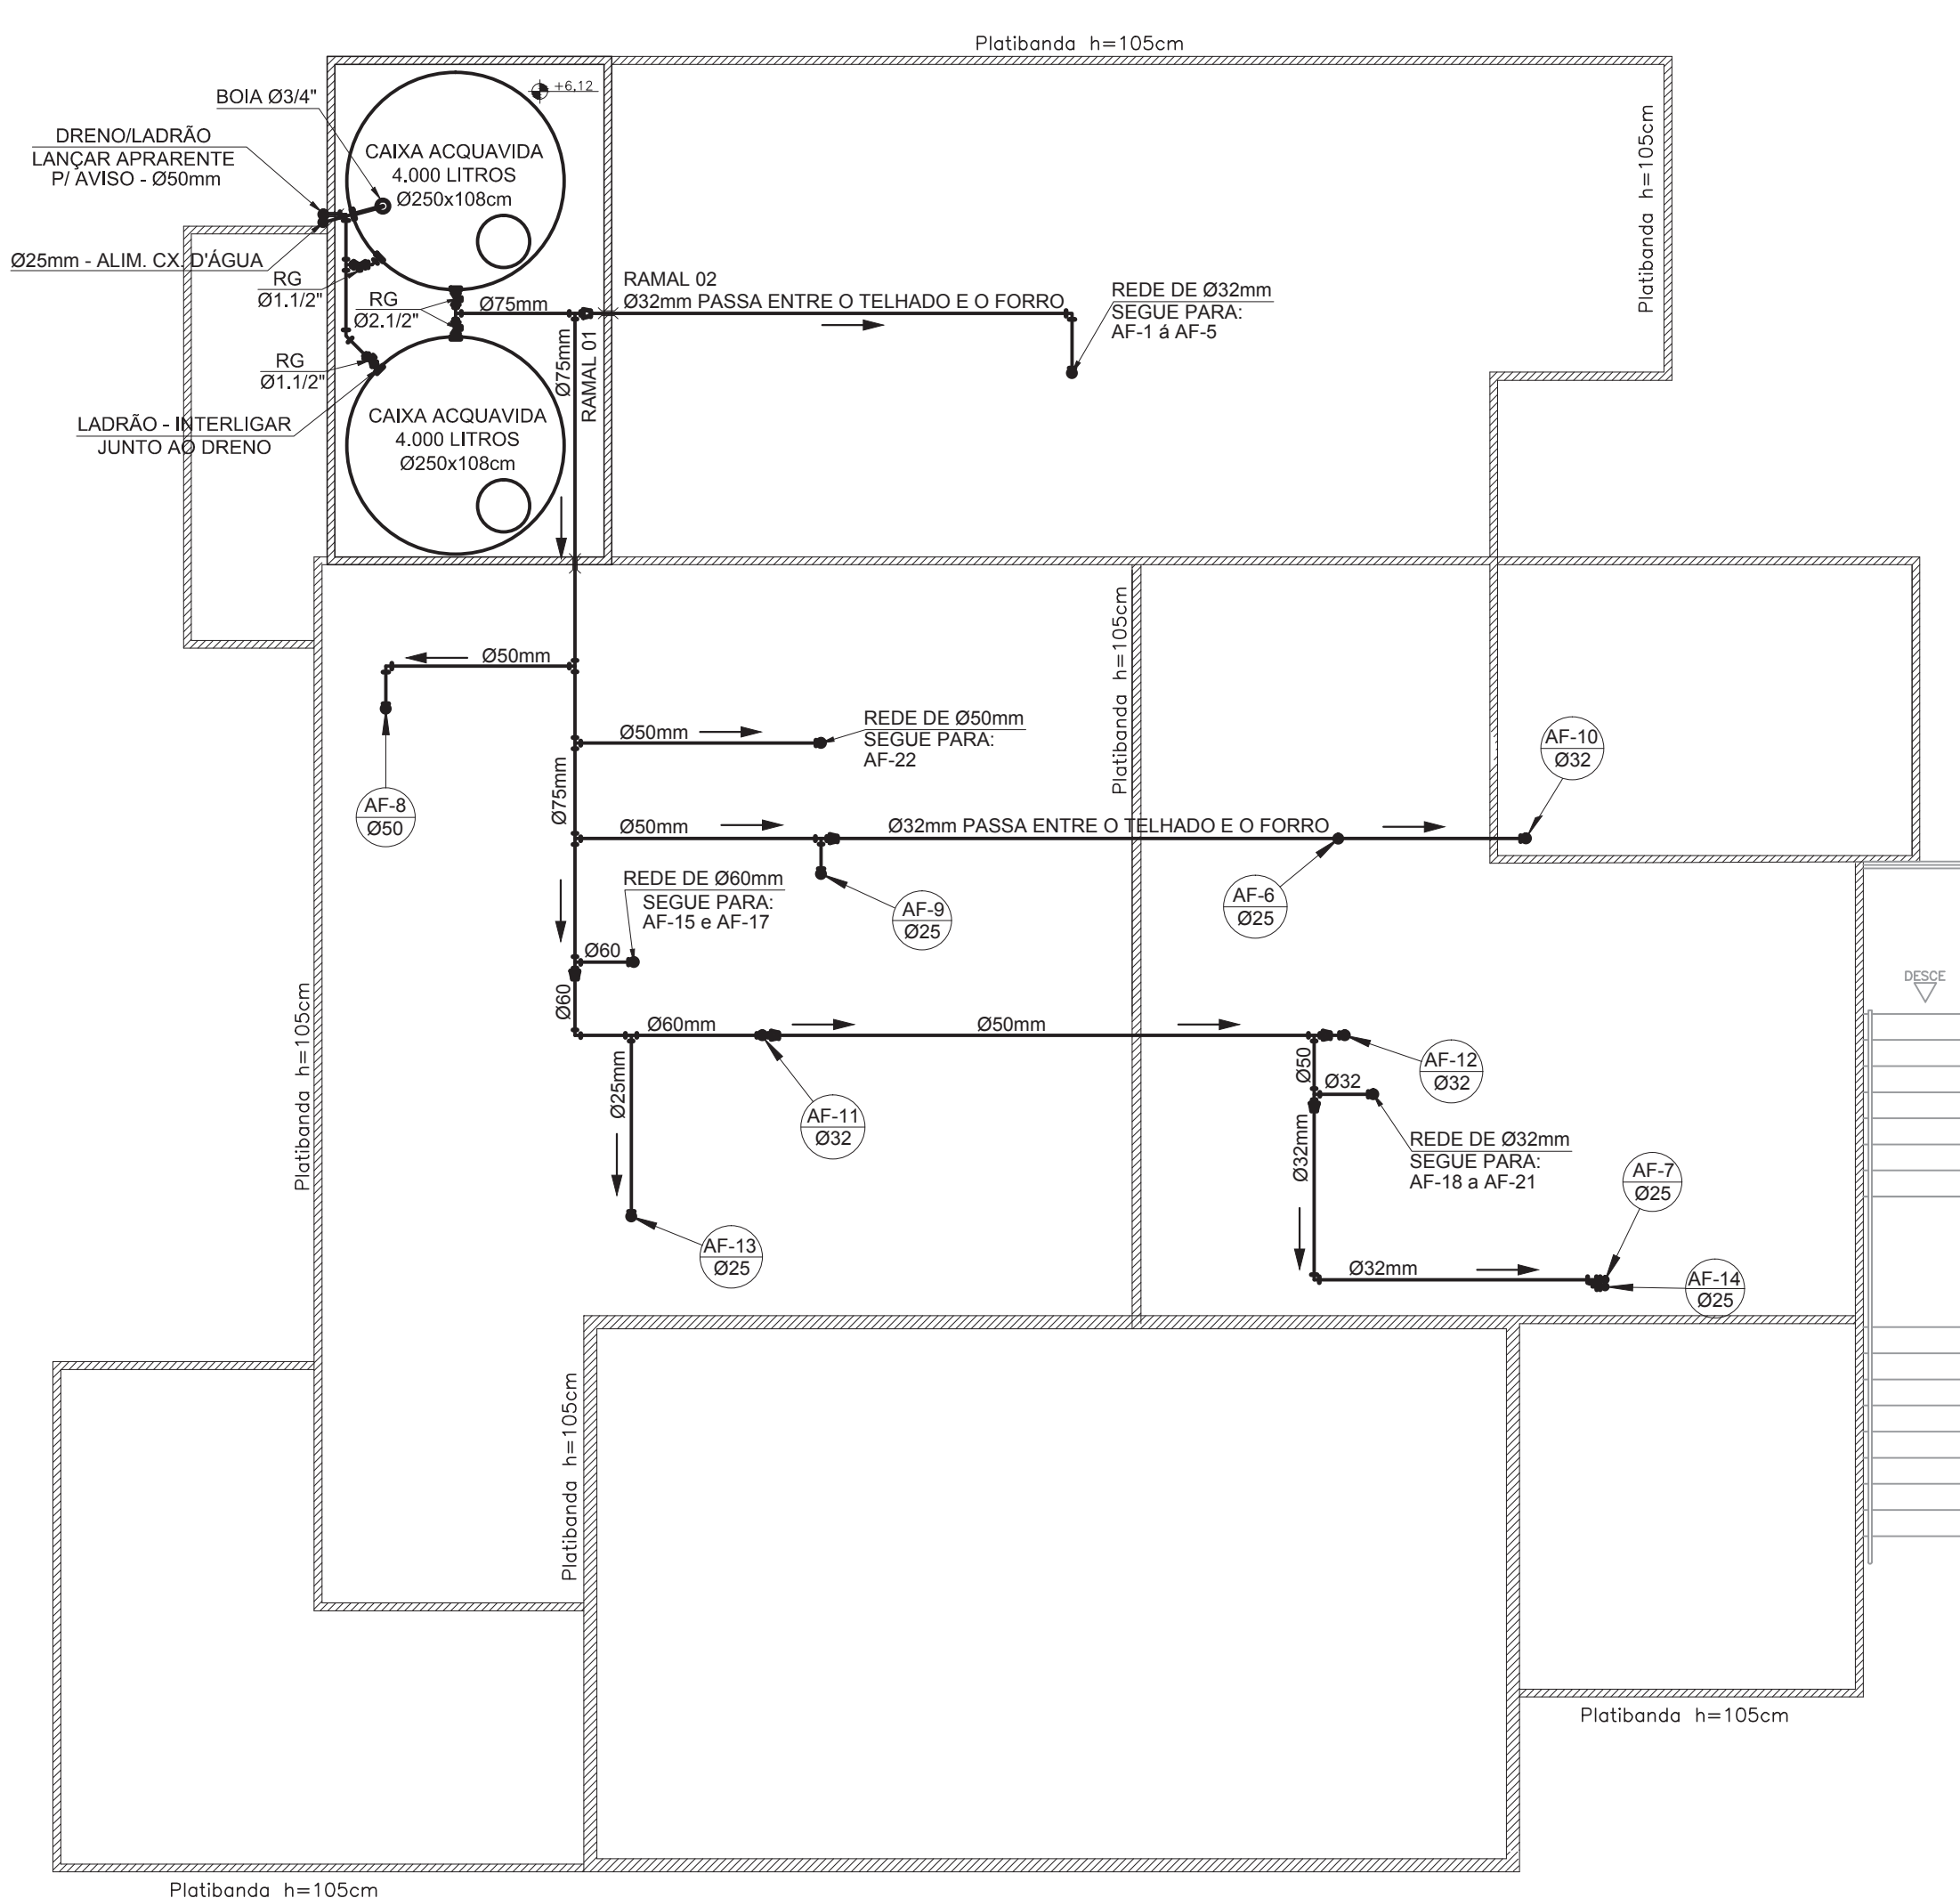 Platibanda h=105cm
+6,12
BOIA Ø3/4"
DRENO/LADRÃO
LANÇAR APRARENTE
P/ AVISO - Ø50mm
CAIXA ACQUAVIDA
4.000 LITROS
Ø250x108cm
Platibanda h=105cm
Ø25mm - ALIM. CX. D'ÁGUA
RG
Ø1.1/2"
RG
Ø2.1/2"
Ø75mm
RAMAL 02
Ø32mm PASSA ENTRE O TELHADO E O FORRO
REDE DE Ø32mm
SEGUE PARA:
AF-1 á AF-5
Ø75mm
RAMAL 01
RG
Ø1.1/2"
LADRÃO - INTERLIGAR
JUNTO AO DRENO
CAIXA ACQUAVIDA
4.000 LITROS
Ø250x108cm
Platibanda h=105cm
Ø50mm
Ø50mm
REDE DE Ø50mm
SEGUE PARA:
AF-22
AF-10
Ø32
Ø75mm
AF-8
Ø50
Ø50mm
Ø32mm PASSA ENTRE O TELHADO E O FORRO
REDE DE Ø60mm
SEGUE PARA:
AF-15 e AF-17
AF-9
Ø25
AF-6
Ø25
Ø60
DESCE
Platibanda h=105cm
Ø60
Ø60mm
Ø50mm
Ø25mm
AF-11
Ø32
Ø50
AF-12
Ø32
Ø32
Ø32mm
REDE DE Ø32mm
SEGUE PARA:
AF-18 a AF-21
AF-7
Ø25
AF-13
Ø25
Ø32mm
AF-14
Ø25
Platibanda h=105cm
Platibanda h=105cm
Platibanda h=105cm